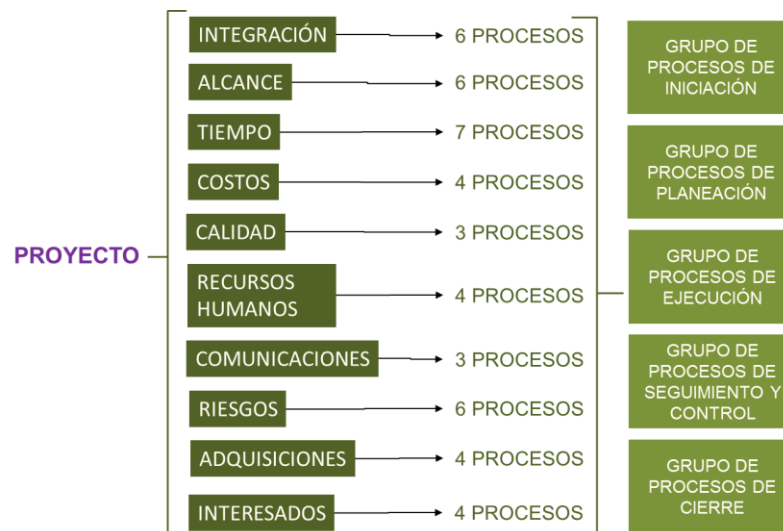 PROYECTO
INTEGRACIÓN
6 PROCESOS
ALCANCE
6 PROCESOS
TIEMPO
7 PROCESOS
COSTOS
4 PROCESOS
CALIDAD
3 PROCESOS
RECURSOS
HUMANOS
4 PROCESOS
COMUNICACIONES
3 PROCESOS
RIESGOS
6 PROCESOS
ADQUISICIONES
4 PROCESOS
INTERESADOS
4 PROCESOS
GRUPO DE
PROCESOS DE
INICIACIÓN
GRUPO DE
PROCESOS DE
PLANEACIÓN
GRUPO DE
PROCESOS DE
EJECUCIÓN
GRUPO DE
PROCESOS DE
SEGUIMIENTO Y
CONTROL
GRUPO DE
PROCESOS DE
CIERRE